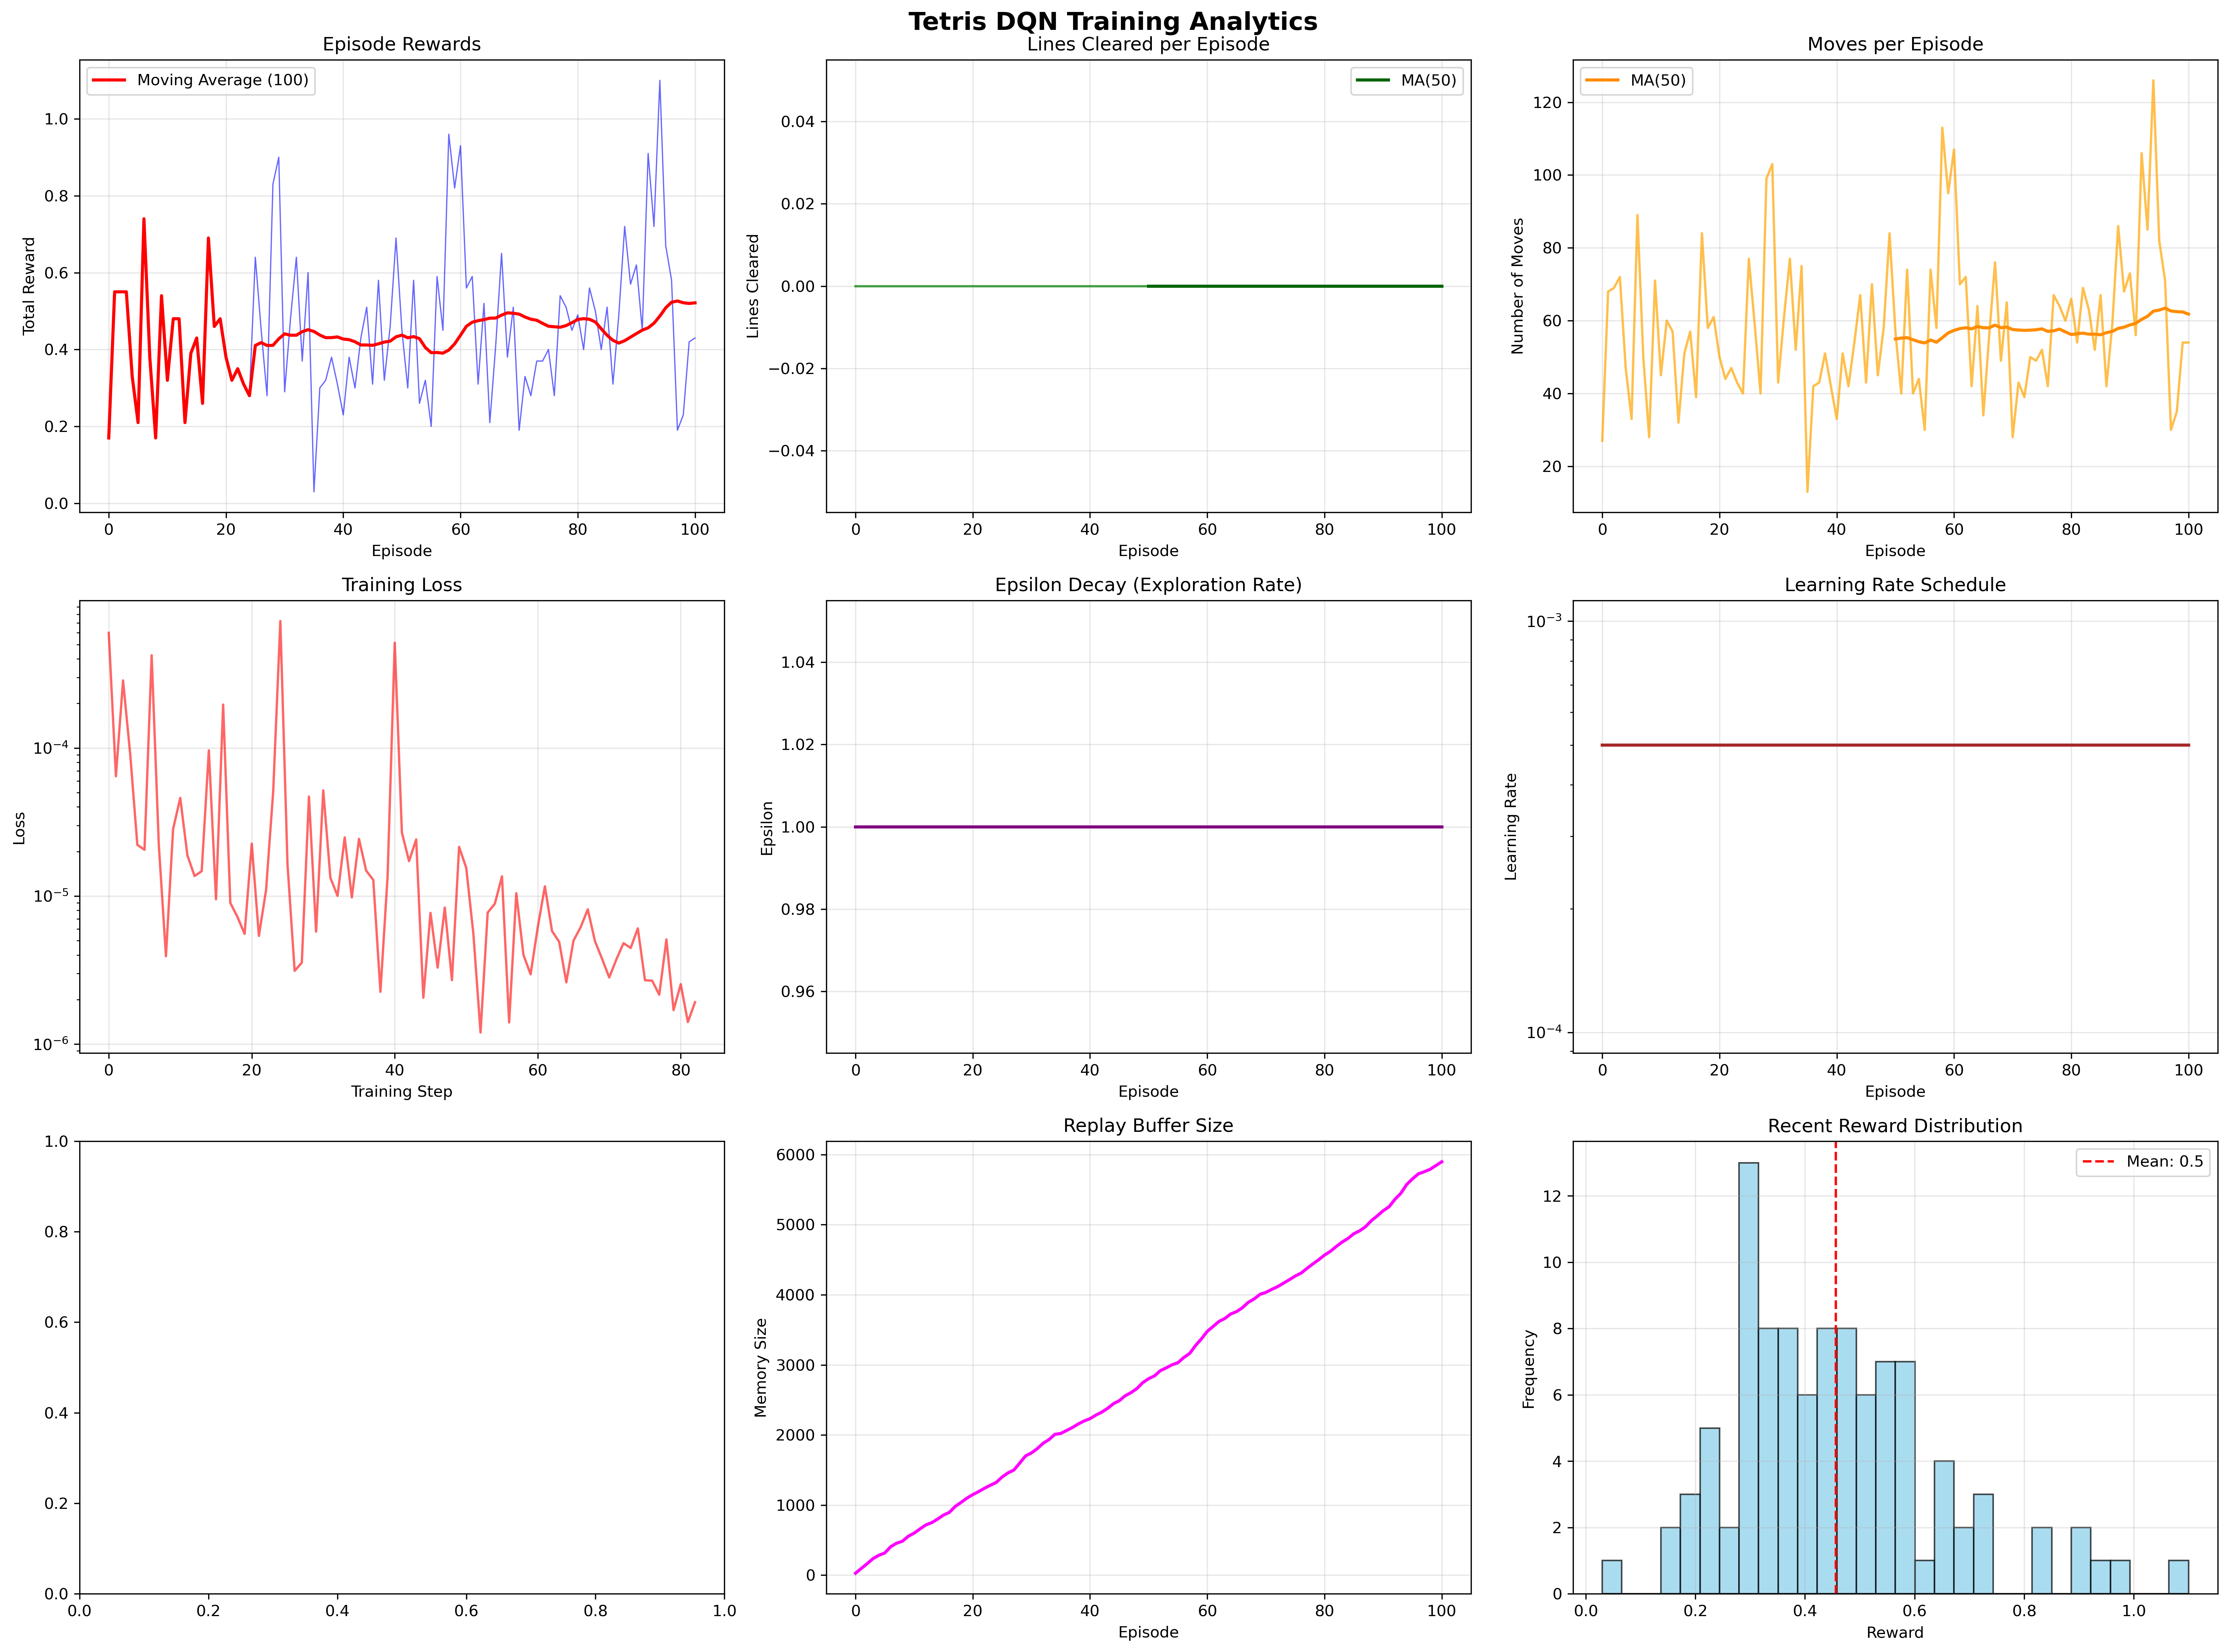 Tetris DQN Training Analytics
Episode Rewards
Moving Average (100)
Total Reward
1.0
0.8
0.6
0.4
0.2
0.0
0 20 40 60 80 100
Episode
Lines Cleared per Episode
MA(50)
Lines Cleared
0.04
0.02
0.00
−0.02
−0.04
0 20 40 60 80 100
Episode
Moves per Episode
MA(50)
Number of Moves
120
100
80
60
40
20
0 20 40 60 80 100
Episode
Training Loss
Loss
10⁻⁴
10⁻⁵
10⁻⁶
0 20 40 60 80
Training Step
Epsilon Decay (Exploration Rate)
Epsilon
1.04
1.02
1.00
0.98
0.96
0 20 40 60 80 100
Episode
Learning Rate Schedule
Learning Rate
10⁻³
10⁻⁴
0 20 40 60 80 100
Episode
1.0
0.8
0.6
0.4
0.2
0.0
0.0 0.2 0.4 0.6 0.8 1.0
Replay Buffer Size
Memory Size
6000
5000
4000
3000
2000
1000
0
0 20 40 60 80 100
Episode
Recent Reward Distribution
Mean: 0.5
Frequency
12
10
8
6
4
2
0
0.0 0.2 0.4 0.6 0.8 1.0
Reward